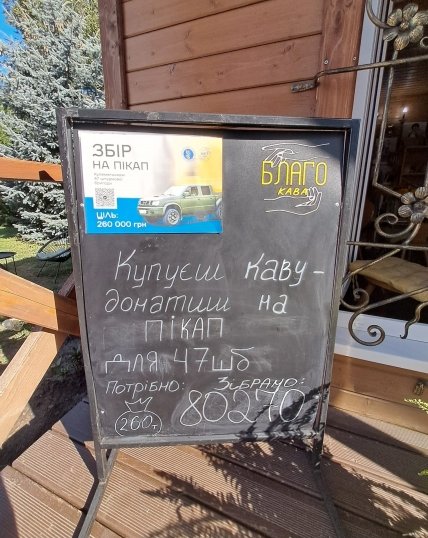 ЗБІР
НА ПІКАП
ЦІЛЬ:
260 000 грн
БЛАГО
КАВА
Купуєш каву -
донатиш на
ПІКАП
для 47шб
Потрібно:
260т
Зібрано:
80270